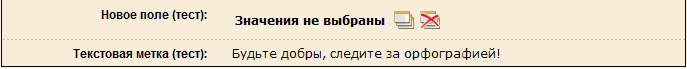 Новое поле (тест): Значения не выбраны
Текстовая метка (тест): Будьте добры, следите за орфографией!